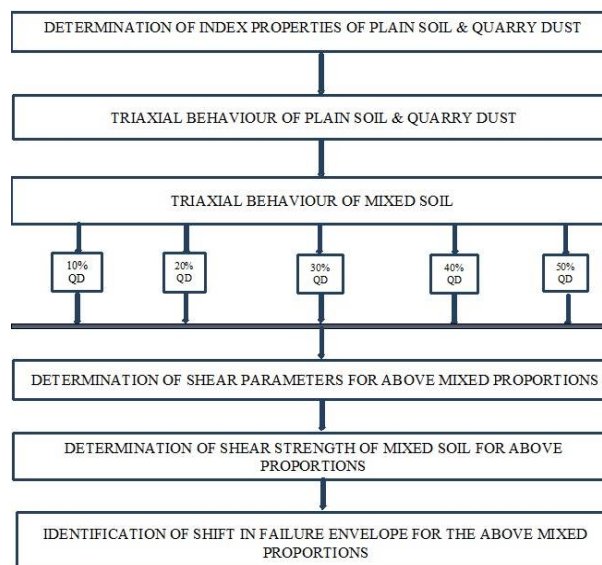 DETERMINATION OF INDEX PROPERTIES OF PLAIN SOIL & QUARRY DUST
TRIAXIAL BEHAVIOUR OF PLAIN SOIL & QUARRY DUST
TRIAXIAL BEHAVIOUR OF MIXED SOIL
10%
QD
20%
QD
30%
QD
40%
QD
50%
QD
DETERMINATION OF SHEAR PARAMETERS FOR ABOVE MIXED PROPORTIONS
DETERMINATION OF SHEAR STRENGTH OF MIXED SOIL FOR ABOVE
PROPORTIONS
IDENTIFICATION OF SHIFT IN FAILURE ENVELOPE FOR THE ABOVE MIXED
PROPORTIONS